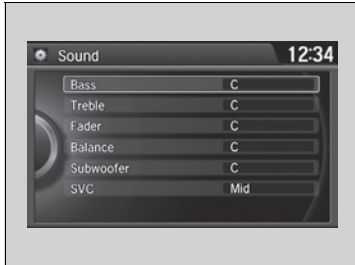 Sound 12:34
Bass C
Treble C
Fader C
Balance C
Subwoofer C
SVC Mid